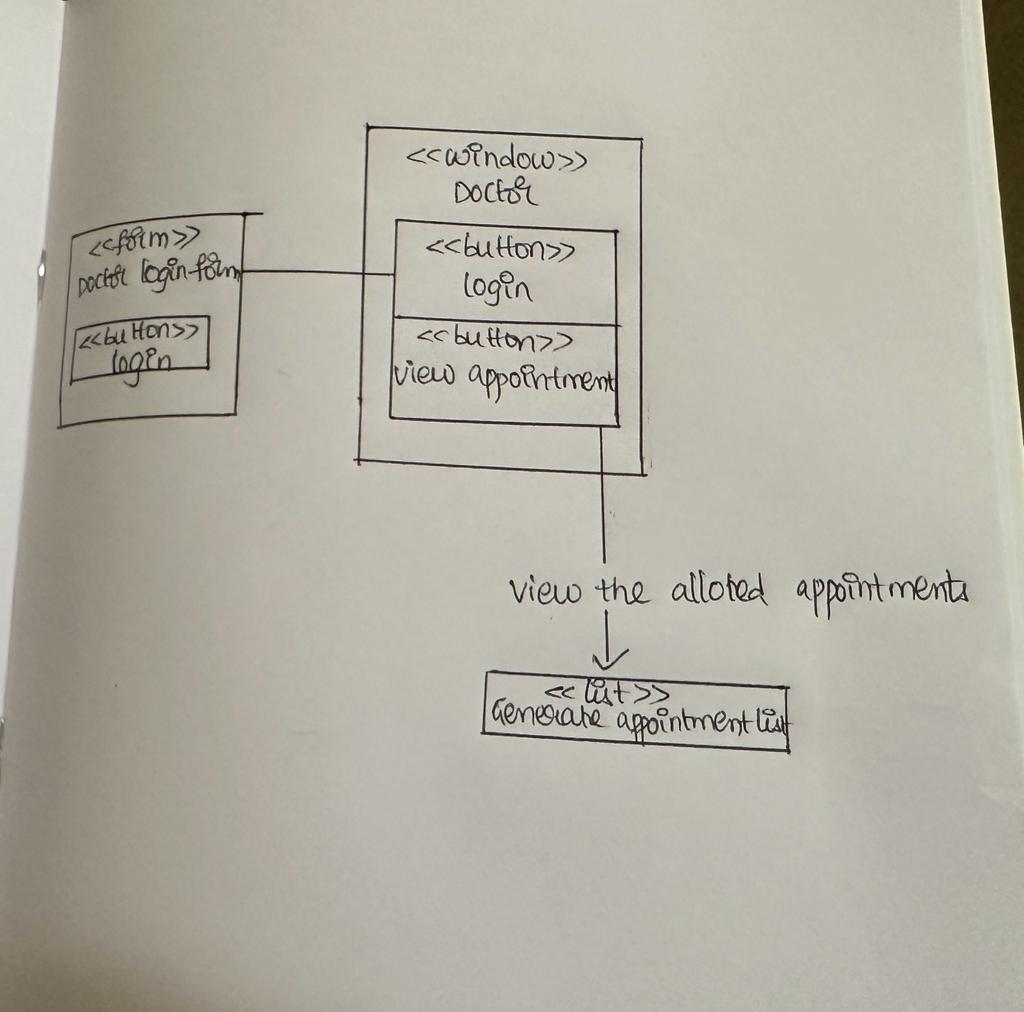 <<window>>
Doctor
<<form>>
Doctor login form
<<button>>
login
<<button>>
login
<<button>>
view appointment
view the alloted appointments
<<list>>
Generate appointment list